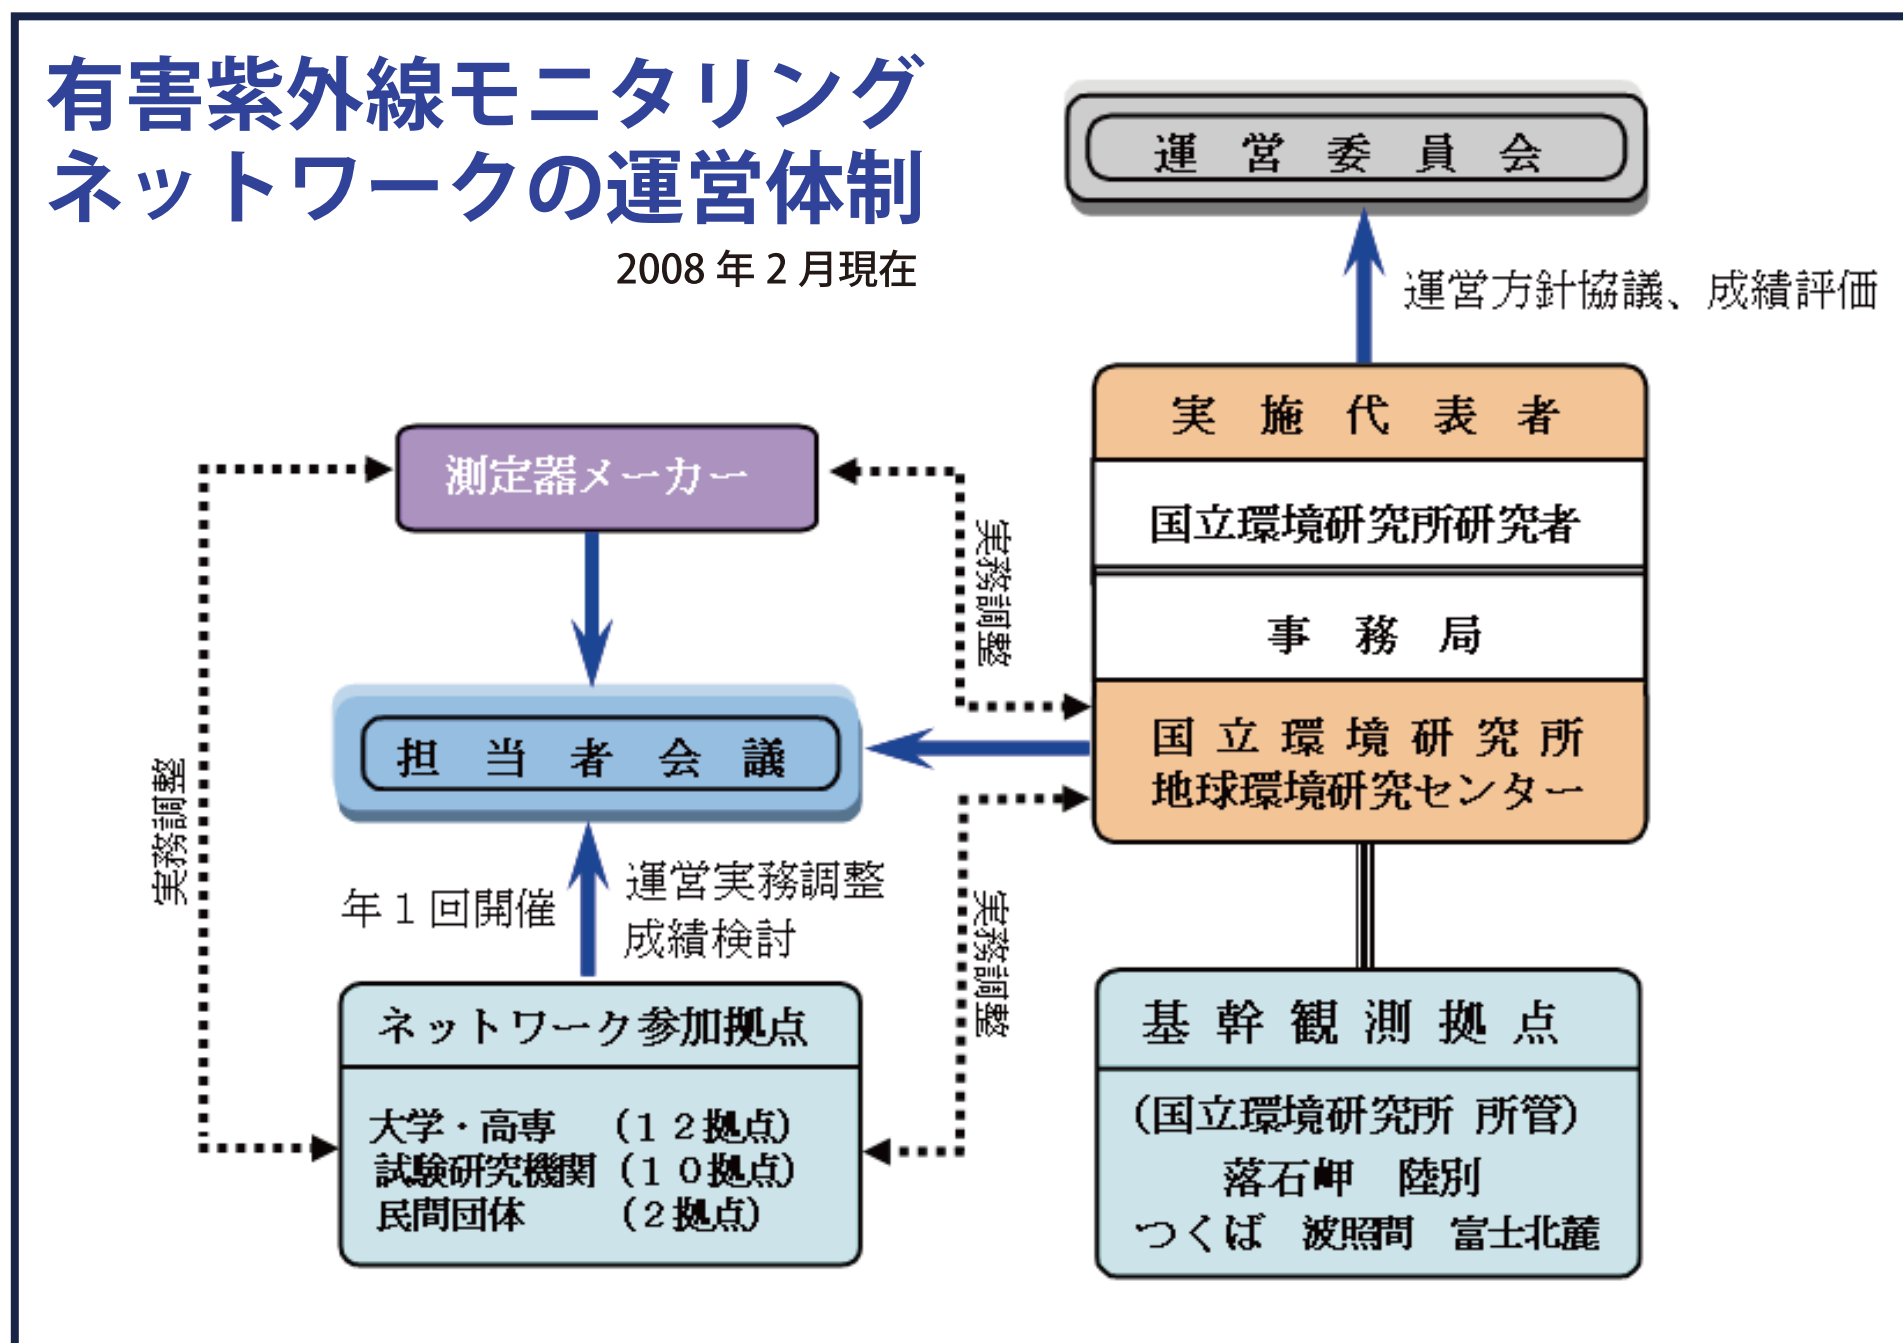 有害紫外線モニタリング
ネットワークの運営体制
2008 年 2 月現在
運営委員会
運営方針協議、成績評価
実施代表者
国立環境研究所研究者
事務局
国立環境研究所
地球環境研究センター
測定器メーカー
実務調整
担当者会議
実務調整
年１回開催
運営実務調整
成績検討
実務調整
ネットワーク参加拠点
大学・高専 （１２拠点）
試験研究機関（１０拠点）
民間団体 （２拠点）
基幹観測拠点
（国立環境研究所 所管）
落石岬 陸別
つくば 波照間 富士北麓